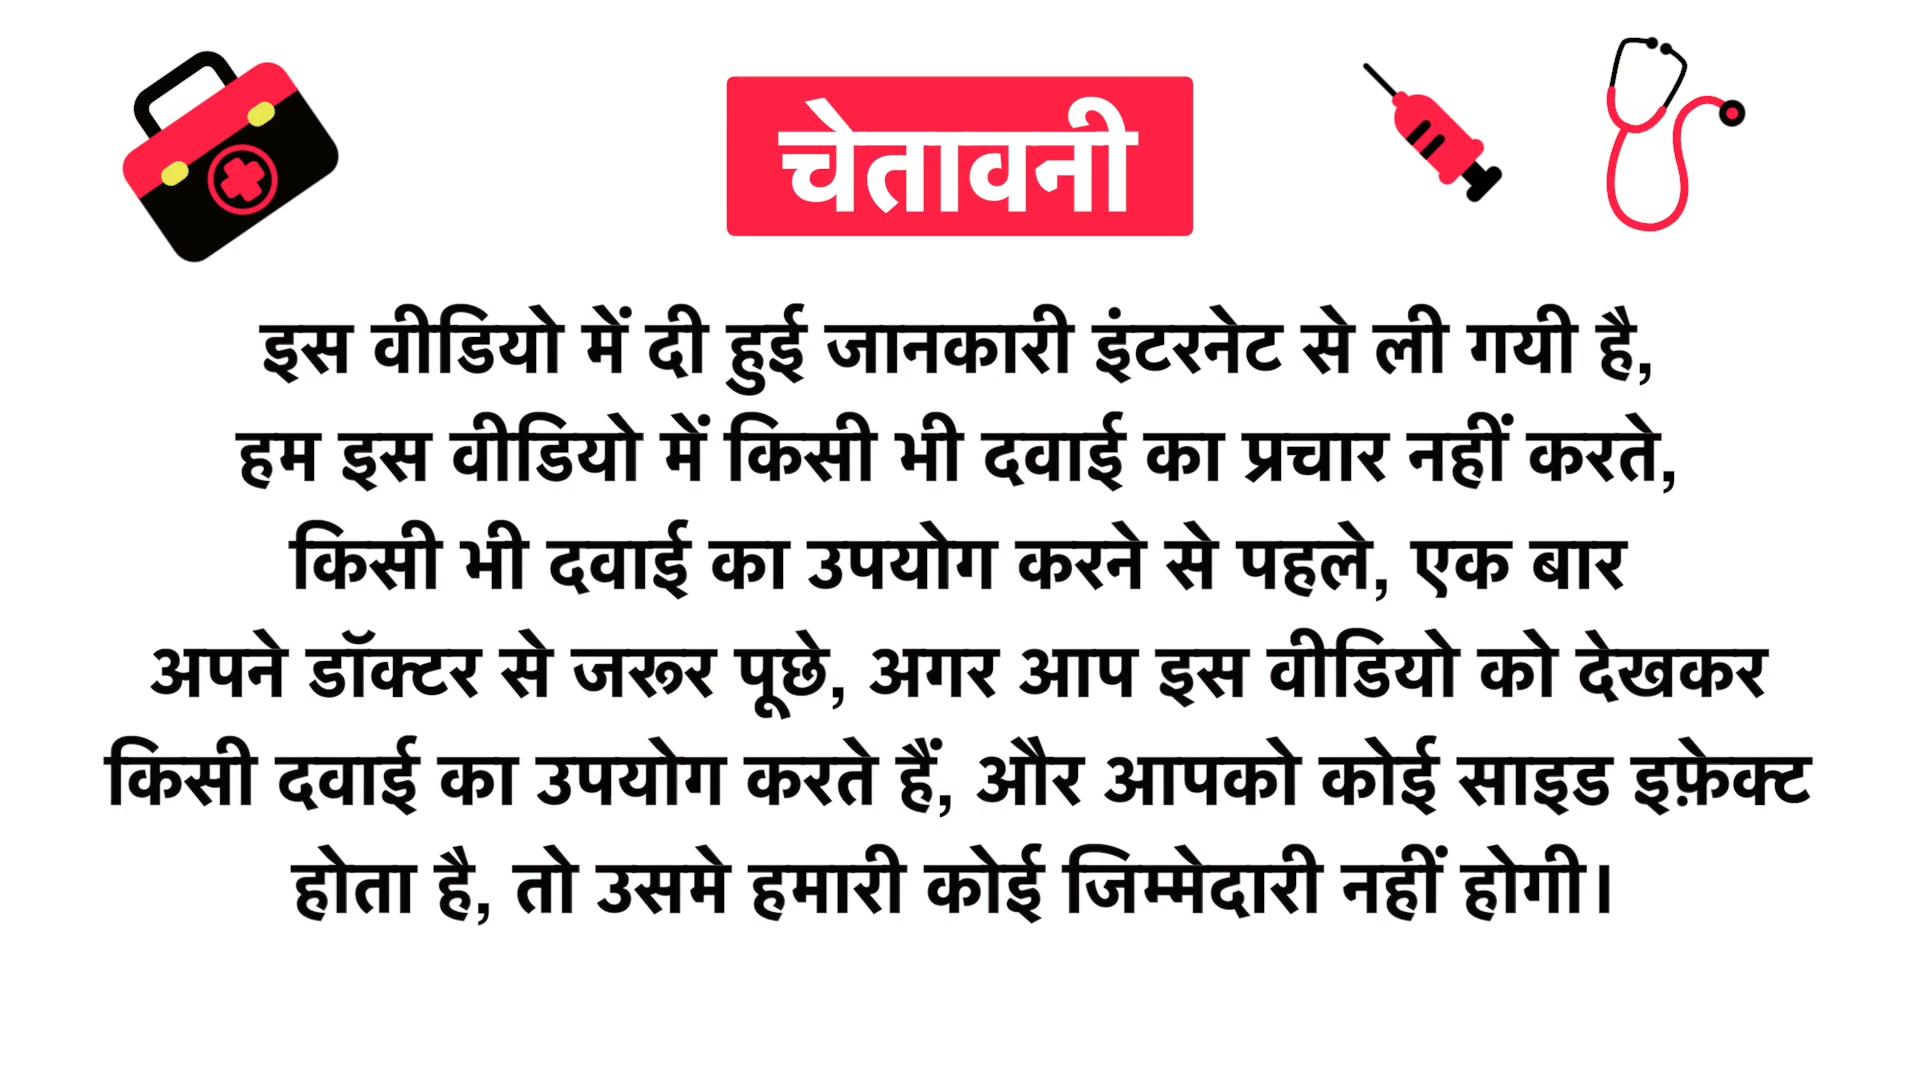 चेतावनी
इस वीडियो में दी हुई जानकारी इंटरनेट से ली गयी है,
हम इस वीडियो में किसी भी दवाई का प्रचार नहीं करते,
किसी भी दवाई का उपयोग करने से पहले, एक बार
अपने डॉक्टर से जरूर पूछे, अगर आप इस वीडियो को देखकर
किसी दवाई का उपयोग करते हैं, और आपको कोई साइड इफ़ेक्ट
होता है, तो उसमे हमारी कोई जिम्मेदारी नहीं होगी।